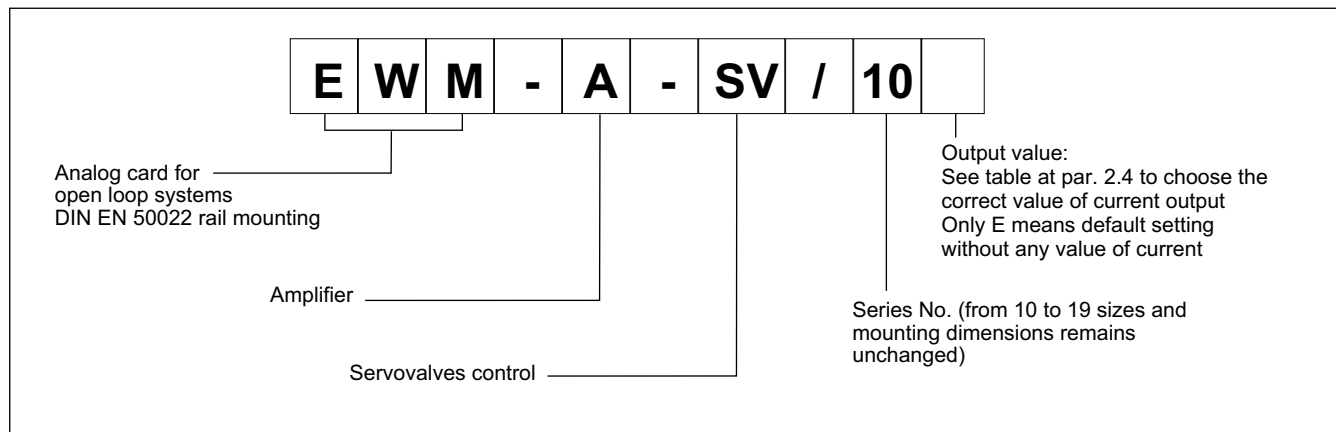 EWM-A-SV/10
Analog card for
open loop systems
DIN EN 50022 rail mounting
Output value:
See table at par. 2.4 to choose the
correct value of current output
Only E means default setting
without any value of current
Amplifier
Series No. (from 10 to 19 sizes and
mounting dimensions remains
unchanged)
Servovalves control